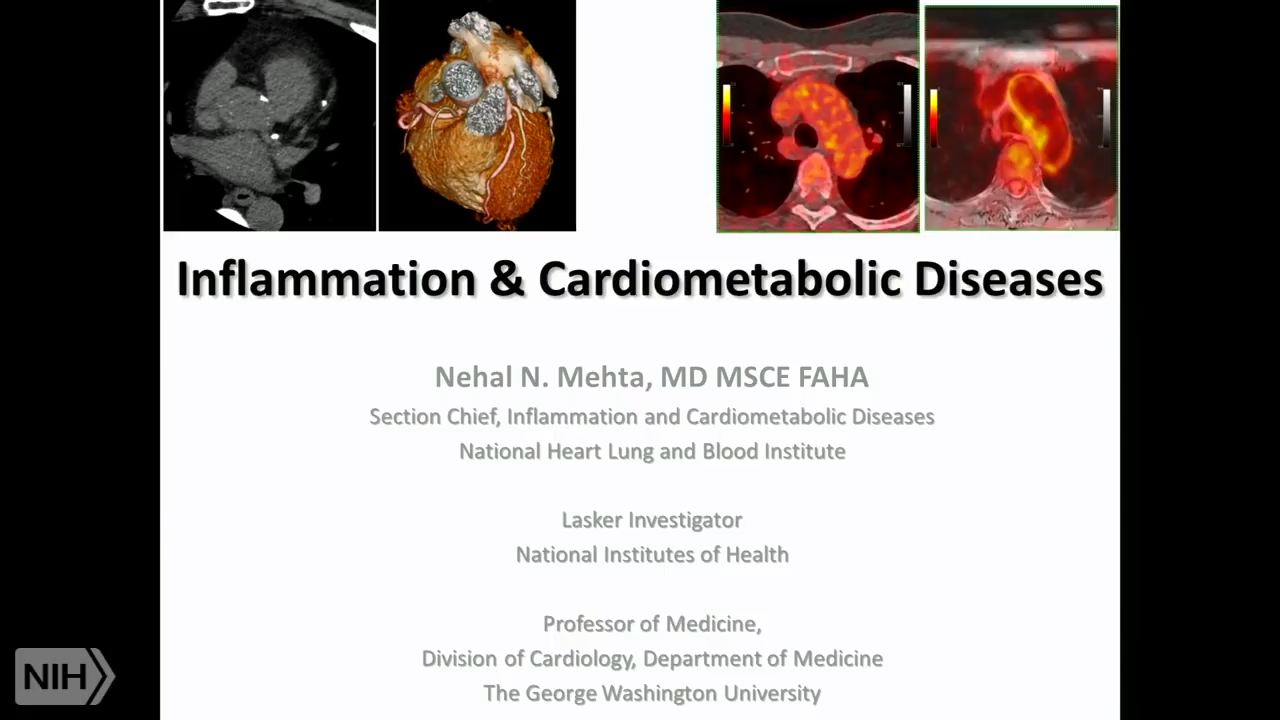 Inflammation & Cardiometabolic Diseases
Nehal N. Mehta, MD MSCE FAHA
Section Chief, Inflammation and Cardiometabolic Diseases
National Heart Lung and Blood Institute
Lasker Investigator
National Institutes of Health
Professor of Medicine,
Division of Cardiology, Department of Medicine
The George Washington University
NIH